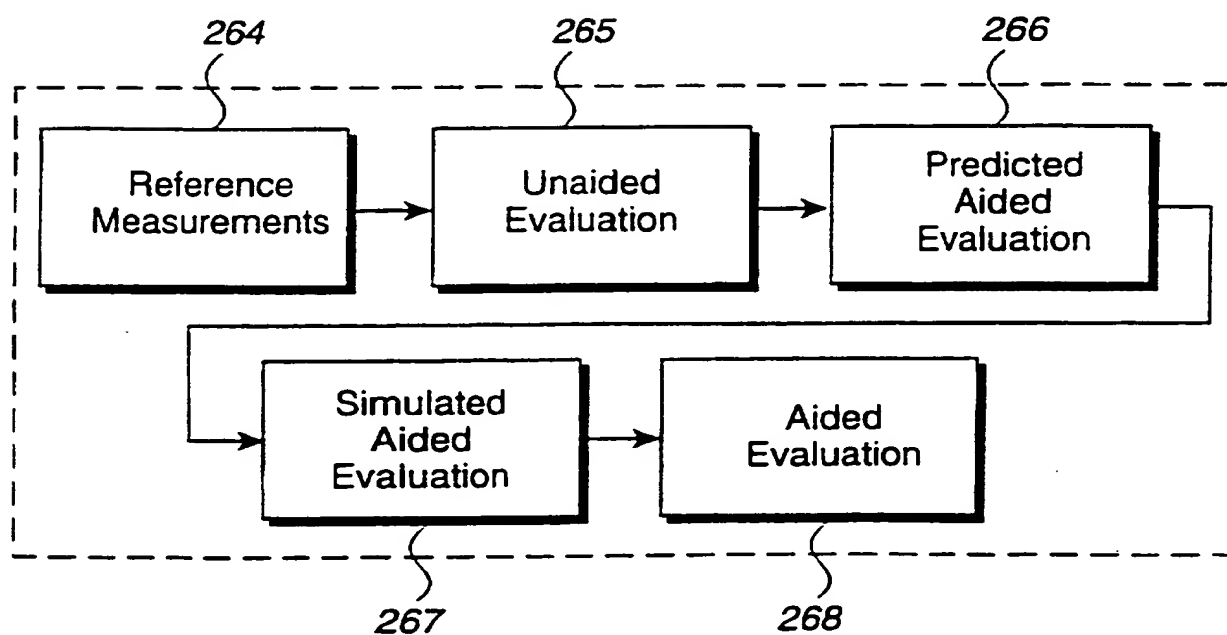 264
265
266
Reference
Measurements
Unaided
Evaluation
Predicted
Aided
Evaluation
Simulated
Aided
Evaluation
Aided
Evaluation
267
268